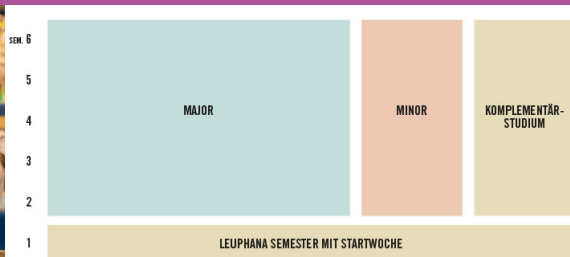 SEM. 6
5
4
3
2
1
MAJOR
MINOR
KOMPLEMENTÄR-
STUDIUM
LEUPHANA SEMESTER MIT STARTWOCHE